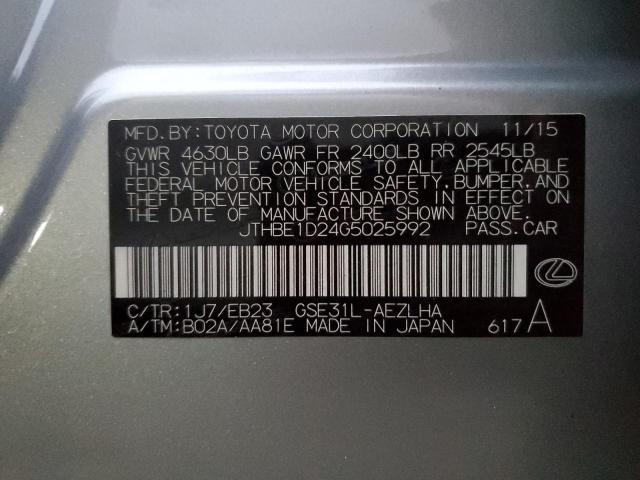 MFD. BY: TOYOTA MOTOR CORPORATION 11/15
GVWR 4630LB GAWR FR 2400LB RR 2545LB
THIS VEHICLE CONFORMS TO ALL APPLICABLE
FEDERAL MOTOR VEHICLE SAFETY, BUMPER, AND
THEFT PREVENTION STANDARDS IN EFFECT ON
THE DATE OF MANUFACTURE SHOWN ABOVE.
JTHBE1D24G5025992 PASS. CAR
C/TR: 1J7/EB23 GSE31L-AEZLHA
A/TM: B02A/AA81E MADE IN JAPAN 617A